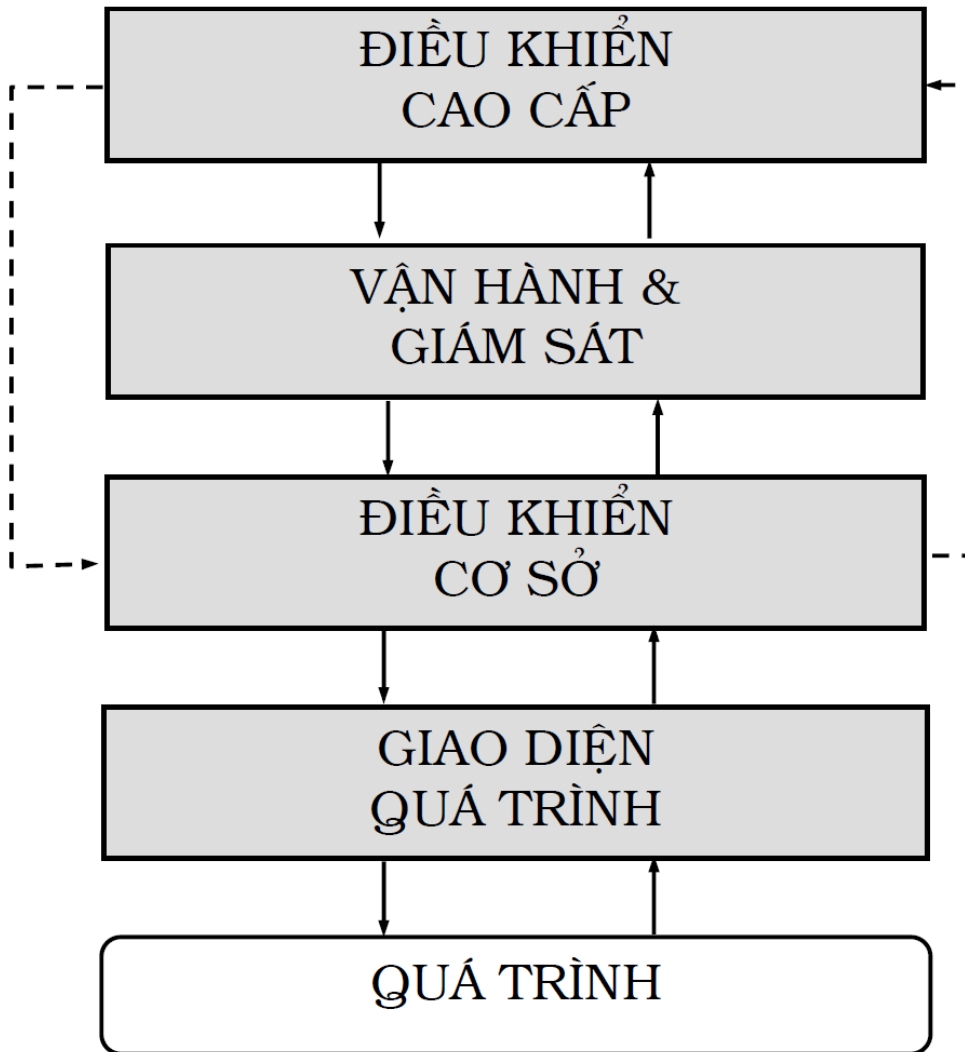 ĐIỀU KHIỂN
CAO CẤP
VẬN HÀNH &
GIÁM SÁT
ĐIỀU KHIỂN
CƠ SỞ
GIAO DIỆN
QUÁ TRÌNH
QUÁ TRÌNH